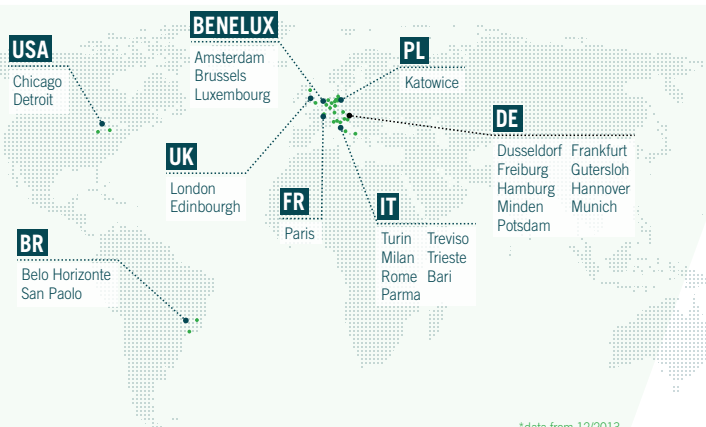 BENELUX
Amsterdam
Brussels
Luxembourg
USA
Chicago
Detroit
PL
Katowice
DE
Dusseldorf Frankfurt
Freiburg Gutersloh
Hamburg Hannover
Minden Munich
Potsdam
UK
London
Edinbourgh
FR
Paris
IT
Turin Treviso
Milan Trieste
Rome Bari
Parma
BR
Belo Horizonte
San Paolo
*data from 12/2013